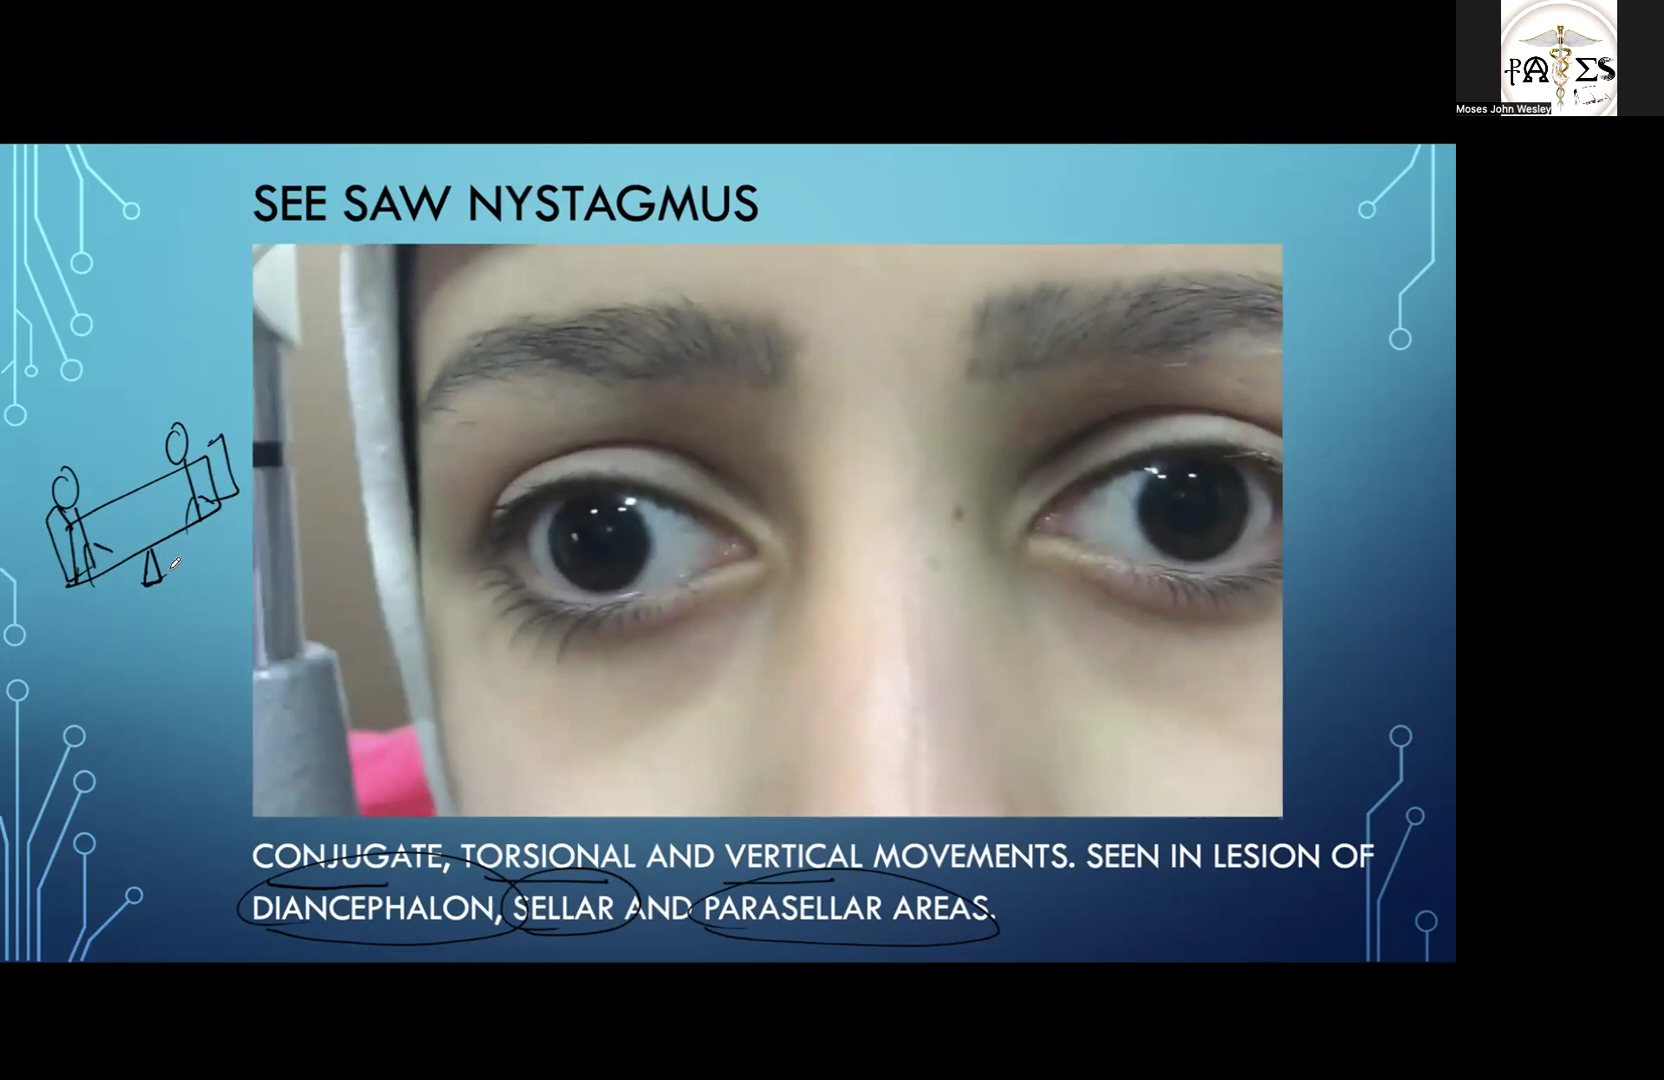 Moses John Wesley
SEE SAW NYSTAGMUS
CONJUGATE, TORSIONAL AND VERTICAL MOVEMENTS. SEEN IN LESION OF
DIANCEPHALON, SELLAR AND PARASELLAR AREAS.